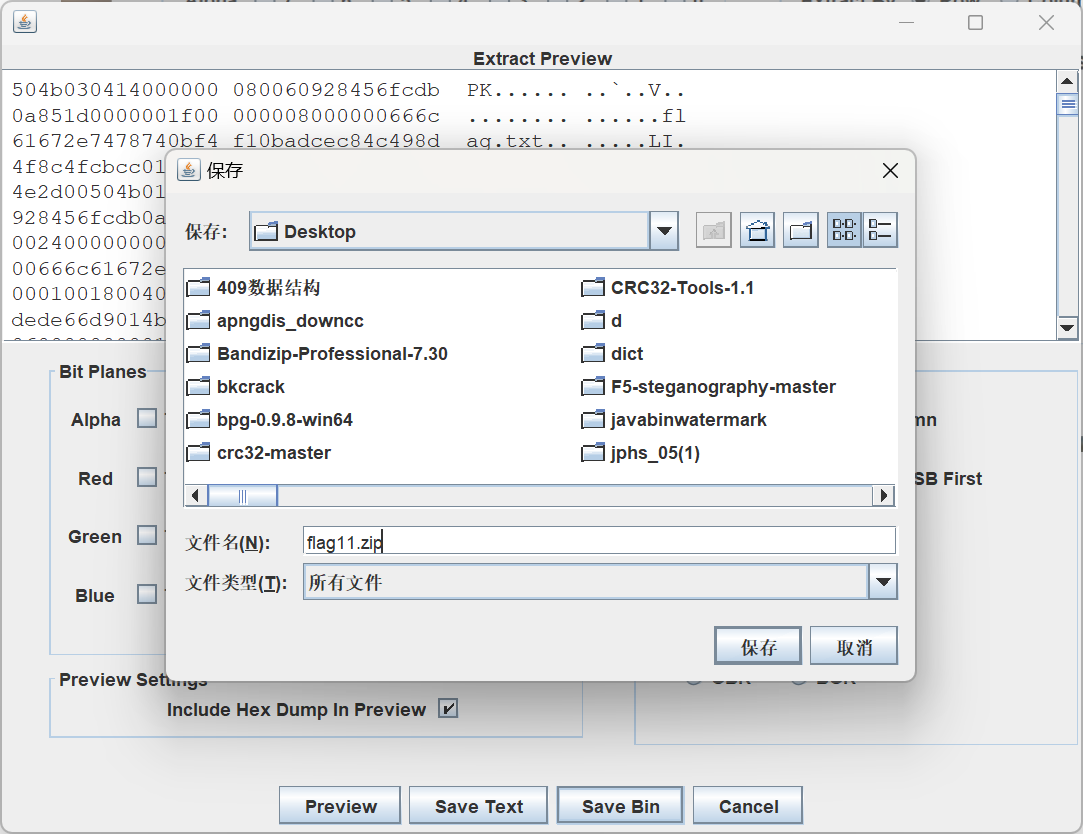 Extract Preview
504b030414000000 080060928456fcdb PK...... ..`..V..
0a851d0000001f00 000008000000666c ........ ......fl
61672e7478740bf4 f10badcec84c498d ag.txt.. .....LI.
4f8c4fcbcc01
4e2d00504b01
928456fcdb0a
002400000000
00666c61672e
000100180040
dede66d9014b
保存
保存: Desktop
409数据结构 CRC32-Tools-1.1
apngdis_downcc d
Bandizip-Professional-7.30 dict
bkcrack F5-steganography-master
bpg-0.9.8-win64 javabinwatermark
crc32-master jphs_05(1)
文件名(N): flag11.zip
文件类型(T): 所有文件
保存 取消
Bit Planes
Alpha mn
Red SB First
Green
Blue
Preview Settings
Include Hex Dump In Preview
Preview Save Text Save Bin Cancel